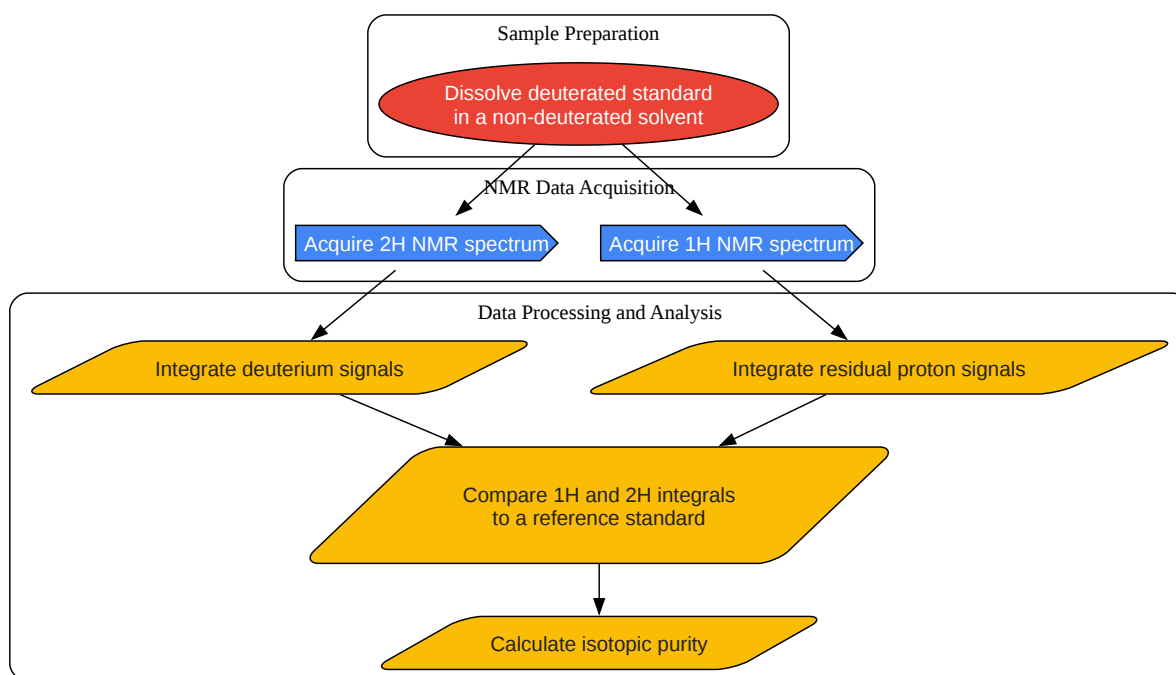 Sample Preparation
Dissolve deuterated standard
in a non-deuterated solvent
NMR Data Acquisition
Acquire 2H NMR spectrum
Acquire 1H NMR spectrum
Data Processing and Analysis
Integrate deuterium signals
Integrate residual proton signals
Compare 1H and 2H integrals
to a reference standard
Calculate isotopic purity